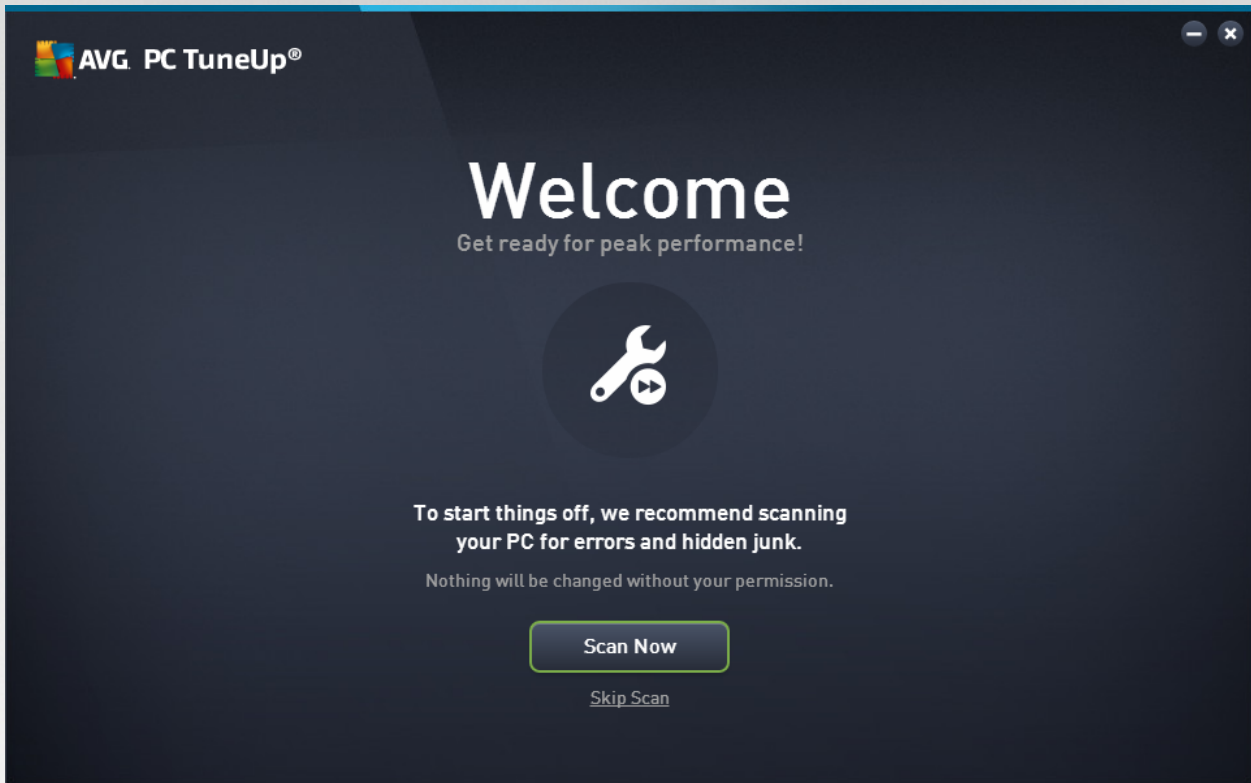 AVG. PC TuneUp®
Welcome
Get ready for peak performance!
To start things off, we recommend scanning
your PC for errors and hidden junk.
Nothing will be changed without your permission.
Scan Now
Skip Scan